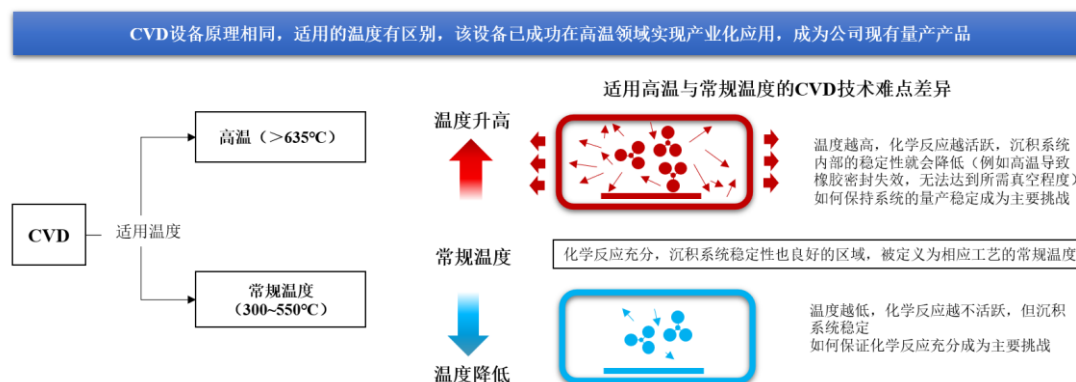 CVD设备原理相同，适用的温度有区别，该设备已成功在高温领域实现产业化应用，成为公司现有量产产品
适用高温与常规温度的CVD技术难点差异
CVD
适用温度
高温（＞635℃）
常规温度
（300~550℃）
温度升高
温度越高，化学反应越活跃，沉积系统
内部的稳定性就会降低（例如高温导致
橡胶密封失效，无法达到所需真空程度）
如何保持系统的量产稳定成为主要挑战
常规温度
化学反应充分，沉积系统稳定性也良好的区域，被定义为相应工艺的常规温度
温度越低，化学反应越不活跃，但沉积
系统稳定
如何保证化学反应充分成为主要挑战
温度降低